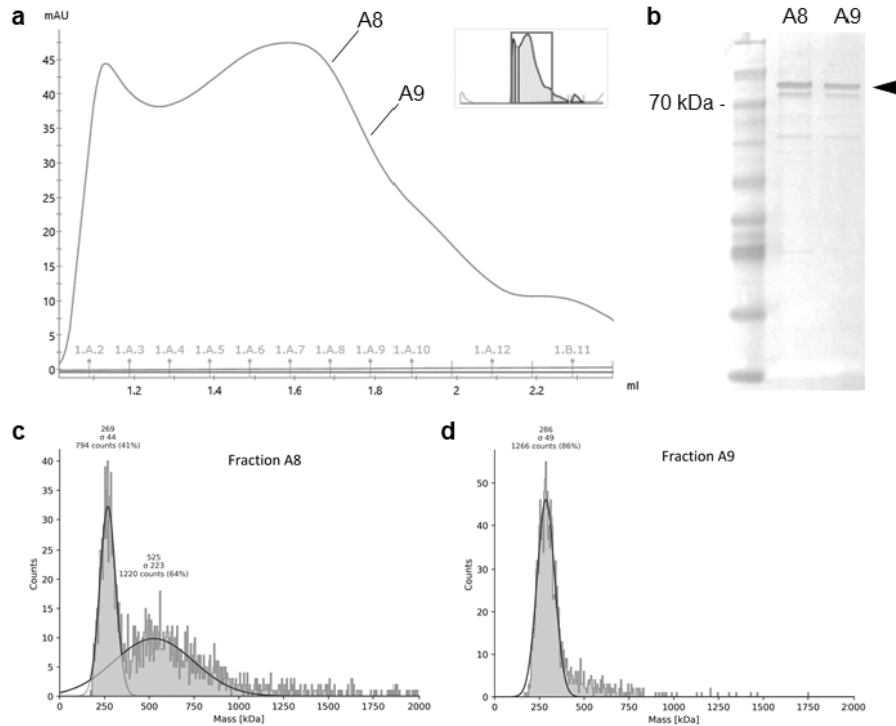 a
mAU
45
40
35
30
25
20
15
10
5
0
A8
A9
1.A.2 1.A.3 1.A.4 1.A.5 1.A.6 1.A.7 1.A.8 1.A.9 1.A.10 1.A.12 1.B.11
1.2 1.4 1.6 1.8 2 2.2 ml
b
A8 A9
70 kDa -
c
269
σ 44
794 counts (41%)
Fraction A8
525
σ 223
1220 counts (64%)
Counts
40
35
30
25
20
15
10
5
0
0 250 500 750 1000 1250 1500 1750 2000
Mass [kDa]
d
286
σ 49
1266 counts (86%)
Fraction A9
Counts
50
40
30
20
10
0
0 250 500 750 1000 1250 1500 1750 2000
Mass [kDa]